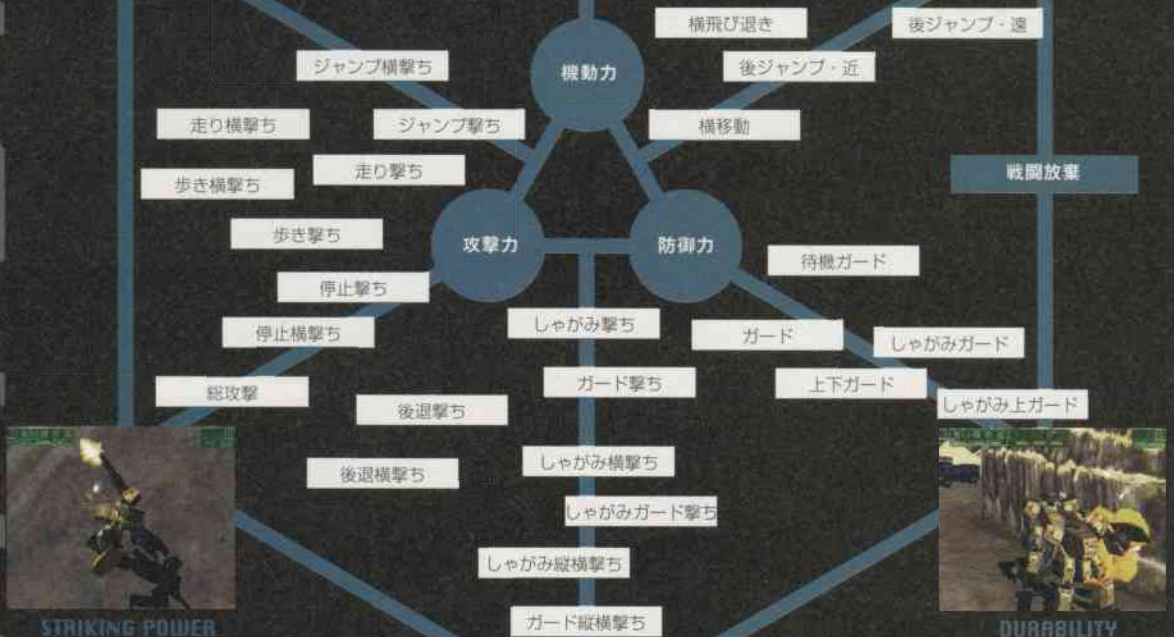 横飛び退き
後ジャンプ・遠
ジャンプ横撃ち
機動力
後ジャンプ・近
走り横撃ち
ジャンプ撃ち
横移動
走り撃ち
戦闘放棄
歩き横撃ち
歩き撃ち
攻撃力
防御力
待機ガード
停止撃ち
しゃがみ撃ち
停止横撃ち
ガード
しゃがみガード
総攻撃
ガード撃ち
上下ガード
後退撃ち
しゃがみ上ガード
しゃがみ横撃ち
後退横撃ち
しゃがみガード撃ち
しゃがみ縦横撃ち
ガード縦横撃ち
STRIKING POWER
DURABILITY